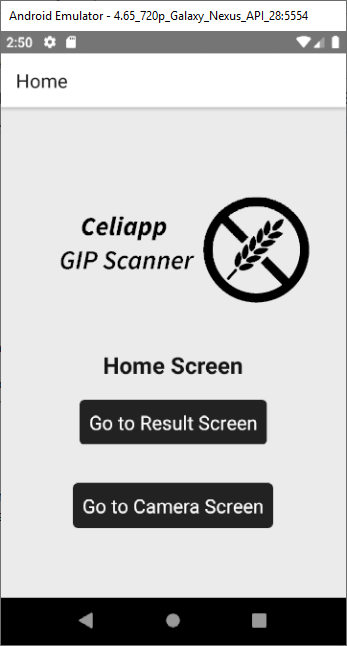 Android Emulator - 4.65_720p_Galaxy_Nexus_API_28:5554
2:50
Home
Celiapp
GIP Scanner
Home Screen
Go to Result Screen
Go to Camera Screen